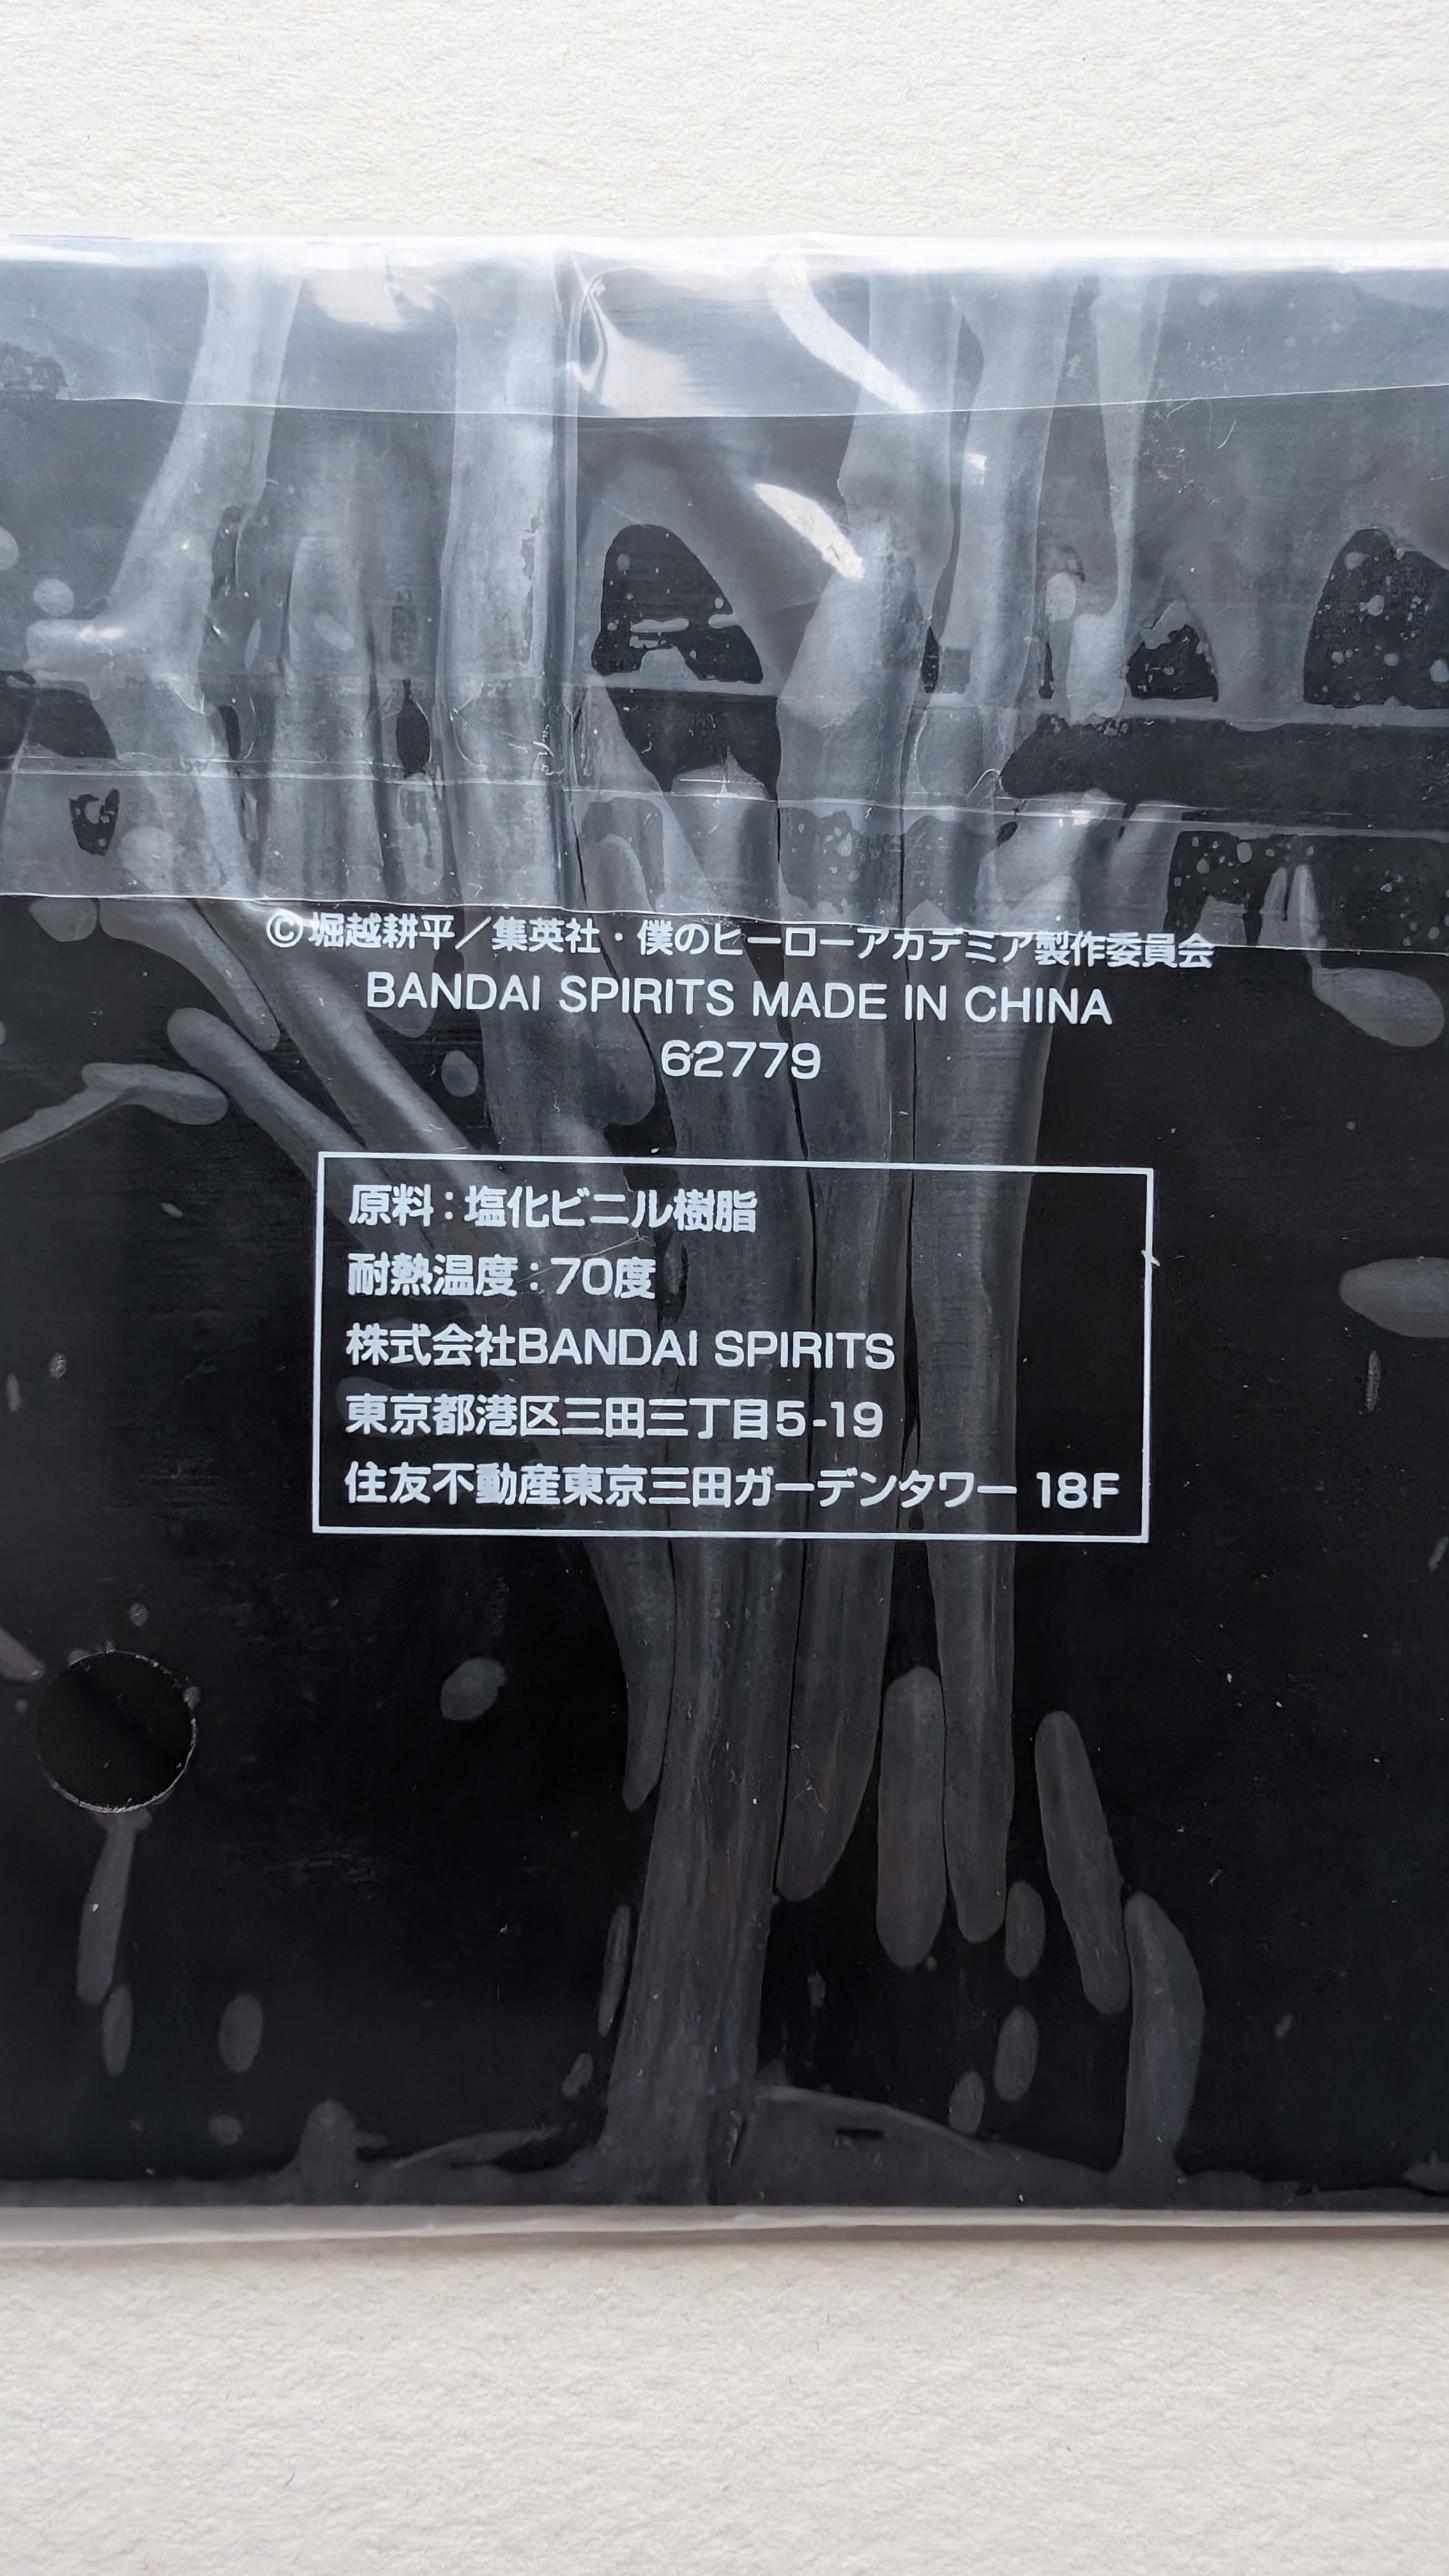 ©堀越耕平／集英社・僕のヒーローアカデミア製作委員会
BANDAI SPIRITS MADE IN CHINA
62779
原料：塩化ビニル樹脂
耐熱温度：70度
株式会社BANDAI SPIRITS
東京都港区三田三丁目5-19
住友不動産東京三田ガーデンタワー 18F